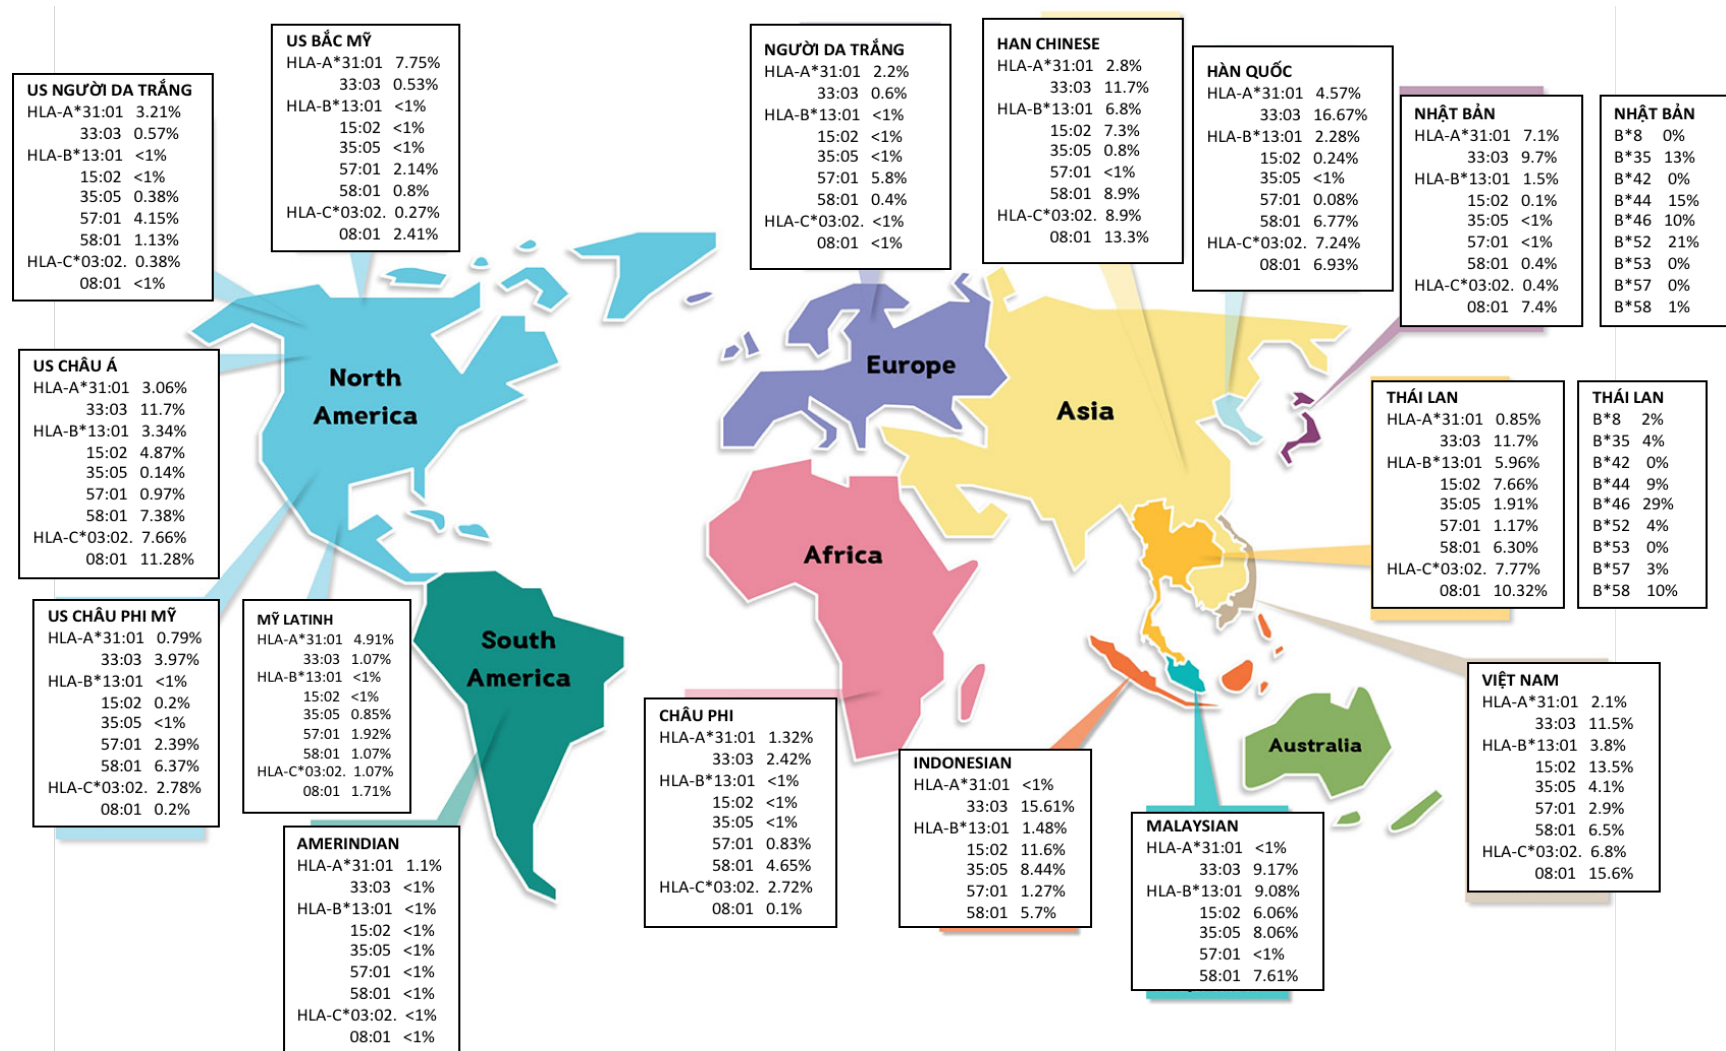 US BẮC MỸ
HLA-A*31:01 7.75%
33:03 0.53%
HLA-B*13:01 <1%
15:02 <1%
35:05 <1%
57:01 2.14%
58:01 0.8%
HLA-C*03:02. 0.27%
08:01 2.41%
US NGƯỜI DA TRẮNG
HLA-A*31:01 3.21%
33:03 0.57%
HLA-B*13:01 <1%
15:02 <1%
35:05 0.38%
57:01 4.15%
58:01 1.13%
HLA-C*03:02. 0.38%
08:01 <1%
NGƯỜI DA TRẮNG
HLA-A*31:01 2.2%
33:03 0.6%
HLA-B*13:01 <1%
15:02 <1%
35:05 <1%
57:01 5.8%
58:01 0.4%
HLA-C*03:02. <1%
08:01 <1%
HAN CHINESE
HLA-A*31:01 2.8%
33:03 11.7%
HLA-B*13:01 6.8%
15:02 7.3%
35:05 0.8%
57:01 <1%
58:01 8.9%
HLA-C*03:02. 8.9%
08:01 13.3%
HÀN QUỐC
HLA-A*31:01 4.57%
33:03 16.67%
HLA-B*13:01 2.28%
15:02 0.24%
35:05 <1%
57:01 0.08%
58:01 6.77%
HLA-C*03:02. 7.24%
08:01 6.93%
NHẬT BẢN
HLA-A*31:01 7.1%
33:03 9.7%
HLA-B*13:01 1.5%
15:02 0.1%
35:05 <1%
57:01 <1%
58:01 0.4%
HLA-C*03:02. 0.4%
08:01 7.4%
NHẬT BẢN
B*8 0%
B*35 13%
B*42 0%
B*44 15%
B*46 10%
B*52 21%
B*53 0%
B*57 0%
B*58 1%
US CHÂU Á
HLA-A*31:01 3.06%
33:03 11.7%
HLA-B*13:01 3.34%
15:02 4.87%
35:05 0.14%
57:01 0.97%
58:01 7.38%
HLA-C*03:02. 7.66%
08:01 11.28%
North
America
Europe
Asia
THÁI LAN
HLA-A*31:01 0.85%
33:03 11.7%
HLA-B*13:01 5.96%
15:02 7.66%
35:05 1.91%
57:01 1.17%
58:01 6.30%
HLA-C*03:02. 7.77%
08:01 10.32%
THÁI LAN
B*8 2%
B*35 4%
B*42 0%
B*44 9%
B*46 29%
B*52 4%
B*53 0%
B*57 3%
B*58 10%
Africa
US CHÂU PHI MỸ
HLA-A*31:01 0.79%
33:03 3.97%
HLA-B*13:01 <1%
15:02 0.2%
35:05 <1%
57:01 2.39%
58:01 6.37%
HLA-C*03:02. 2.78%
08:01 0.2%
MỸ LATINH
HLA-A*31:01 4.91%
33:03 1.07%
HLA-B*13:01 <1%
15:02 <1%
35:05 0.85%
57:01 1.92%
58:01 1.07%
HLA-C*03:02. 1.07%
08:01 1.71%
South
America
CHÂU PHI
HLA-A*31:01 1.32%
33:03 2.42%
HLA-B*13:01 <1%
15:02 <1%
35:05 <1%
57:01 0.83%
58:01 4.65%
HLA-C*03:02. 2.72%
08:01 0.1%
INDONESIAN
HLA-A*31:01 <1%
33:03 15.61%
HLA-B*13:01 1.48%
15:02 11.6%
35:05 8.44%
57:01 1.27%
58:01 5.7%
Australia
VIỆT NAM
HLA-A*31:01 2.1%
33:03 11.5%
HLA-B*13:01 3.8%
15:02 13.5%
35:05 4.1%
57:01 2.9%
58:01 6.5%
HLA-C*03:02. 6.8%
08:01 15.6%
MALAYSIAN
HLA-A*31:01 <1%
33:03 9.17%
HLA-B*13:01 9.08%
15:02 6.06%
35:05 8.06%
57:01 <1%
58:01 7.61%
AMERINDIAN
HLA-A*31:01 1.1%
33:03 <1%
HLA-B*13:01 <1%
15:02 <1%
35:05 <1%
57:01 <1%
58:01 <1%
HLA-C*03:02. <1%
08:01 <1%